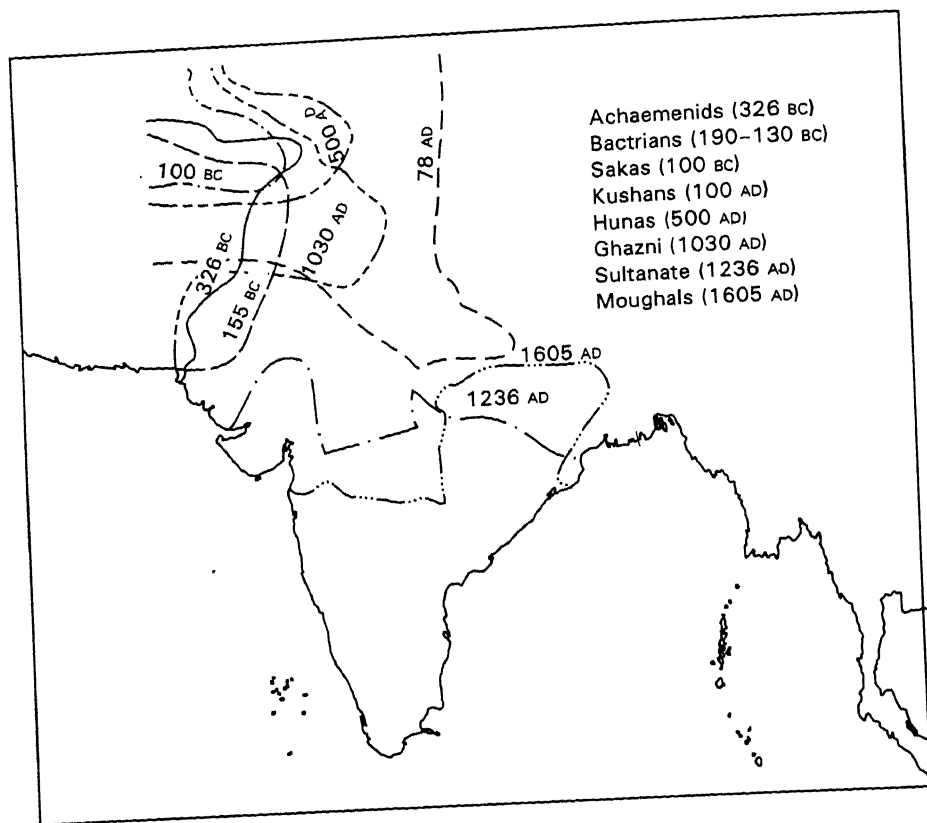 Achaemenids (326 BC)
Bactrians (190–130 BC)
Sakas (100 BC)
Kushans (100 AD)
Hunas (500 AD)
Ghazni (1030 AD)
Sultanate (1236 AD)
Moughals (1605 AD)
500 AD
78 AD
100 BC
1030 AD
326 BC
155 BC
1605 AD
1236 AD